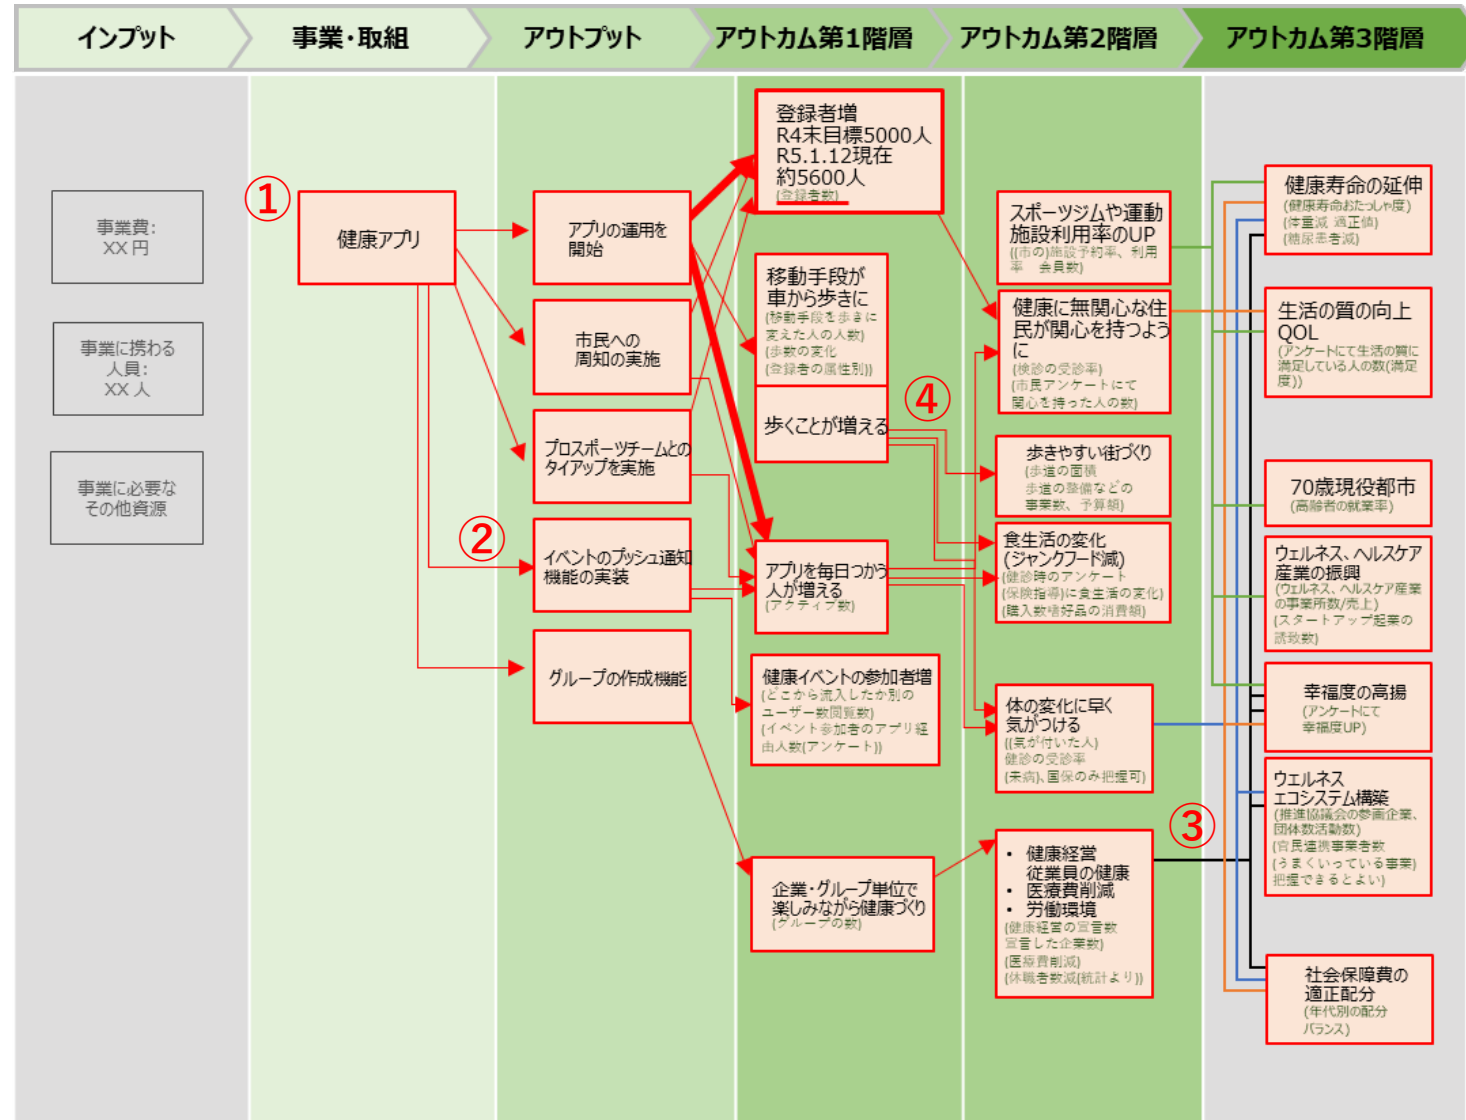 インプット
事業・取組
アウトプット
アウトカム第1階層
アウトカム第2階層
アウトカム第3階層
事業費：
XX 円
事業に携わる
人員：
XX 人
事業に必要な
その他資源
①
健康アプリ
②
アプリの運用を
開始
市民への
周知の実施
プロスポーツチームとの
タイアップを実施
イベントのプッシュ通知
機能の実装
グループの作成機能
登録者増
R4末目標5000人
R5.1.12現在
約5600人
(登録者数)
移動手段が
車から歩きに
(移動手段を歩きに
変えた人の人数)
(歩数の変化
(登録者の属性別))
歩くことが増える
④
アプリを毎日つかう
人が増える
(アクティブ数)
健康イベントの参加者増
(どこから流入したか別の
ユーザー数閲覧数)
(イベント参加者のアプリ経
由人数(アンケート))
企業・グループ単位で
楽しみながら健康づくり
(グループの数)
スポーツジムや運動
施設利用率のUP
((市の)施設予約率、利用
率　会員数)
健康に無関心な住
民が関心を持つよう
に
(検診の受診率)
(市民アンケートにて
関心を持った人の数)
歩きやすい街づくり
(歩道の面積
歩道の整備などの
事業数、予算額)
食生活の変化
(ジャンクフード減)
(健診時のアンケート
(保険指導)に食生活の変化)
(購入数嗜好品の消費額)
体の変化に早く
気がつける
((気が付いた人)
健診の受診率
(未病)、国保のみ把握可)
③
・ 健康経営
従業員の健康
・ 医療費削減
・ 労働環境
(健康経営の宣言数
宣言した企業数)
(医療費削減)
(休職者数減(統計より))
健康寿命の延伸
(健康寿命おたっしゃ度)
(体重減 適正値)
(糖尿患者減)
生活の質の向上
QOL
(アンケートにて生活の質に
満足している人の数(満足
度))
70歳現役都市
(高齢者の就業率)
ウェルネス、ヘルスケア
産業の振興
(ウェルネス、ヘルスケア産業
の事業所数/売上)
(スタートアップ起業の
誘致数)
幸福度の高揚
(アンケートにて
幸福度UP)
ウェルネス
エコシステム構築
(推進協議会の参画企業、
団体数活動数)
(官民連携事業者数
(うまくいっている事業)
把握できるとよい)
社会保障費の
適正配分
(年代別の配分
バランス)